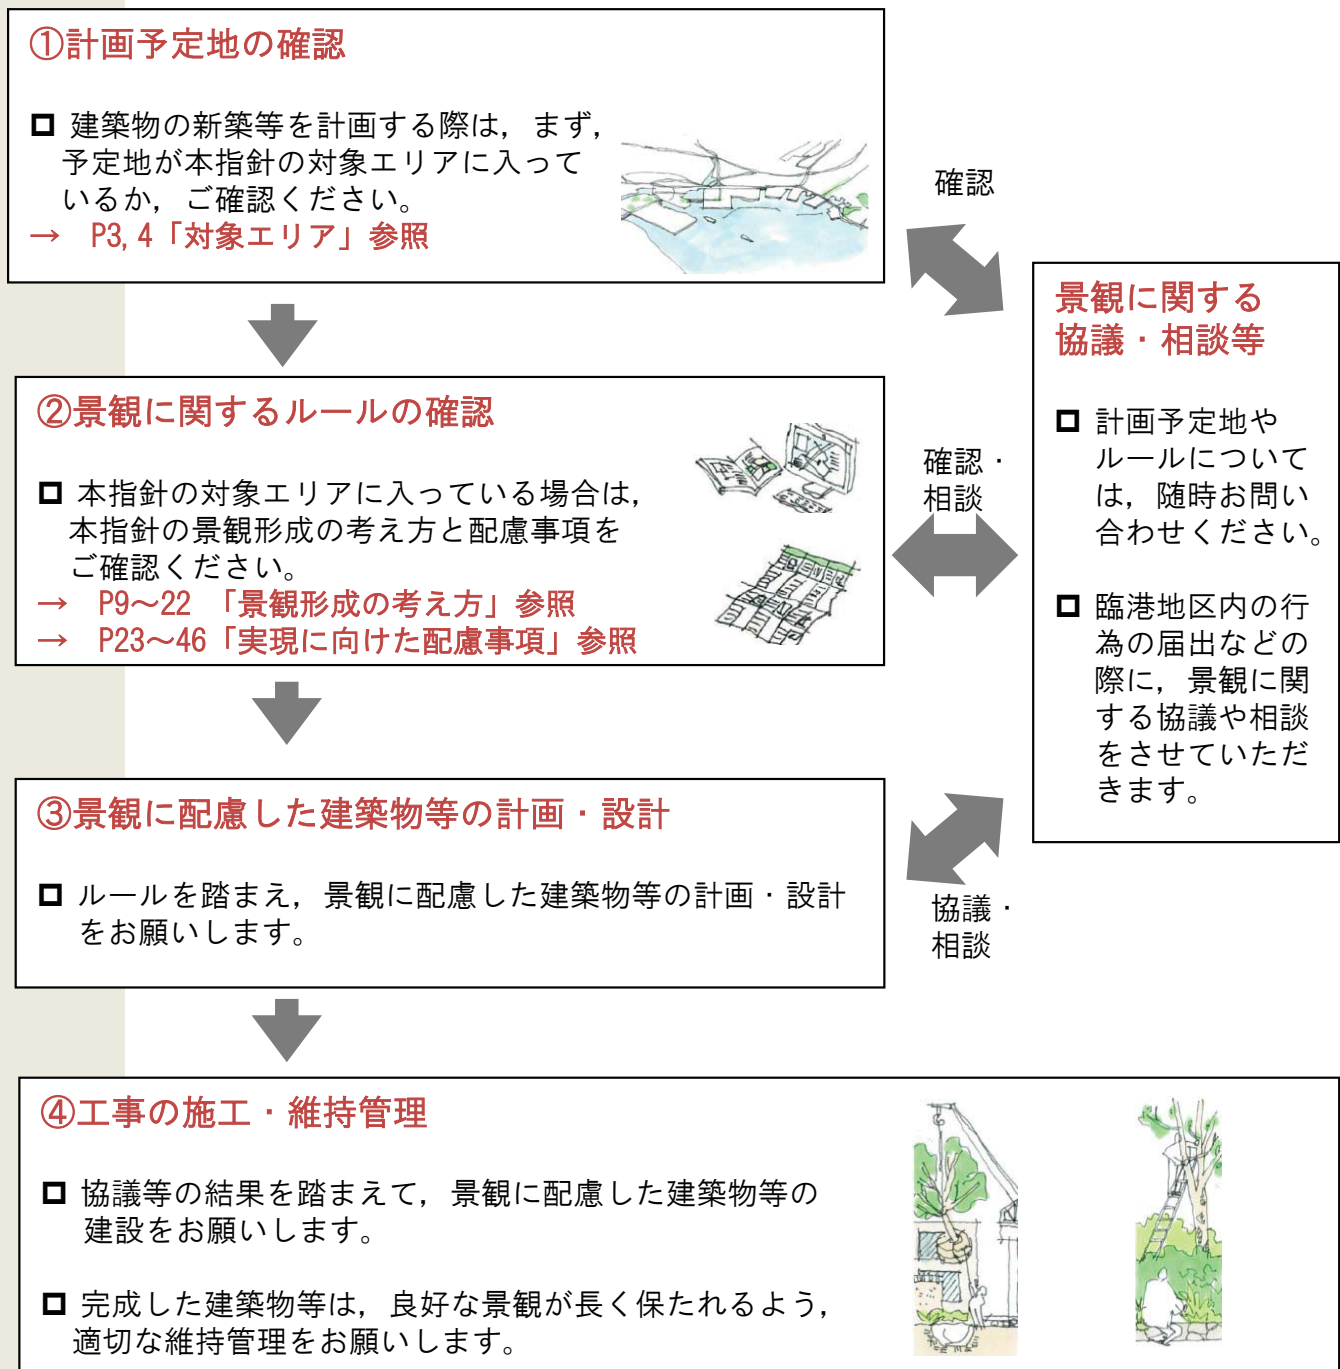 ①計画予定地の確認
□ 建築物の新築等を計画する際は，まず，
予定地が本指針の対象エリアに入って
いるか，ご確認ください。
→ P3,4「対象エリア」参照
確認
②景観に関するルールの確認
□ 本指針の対象エリアに入っている場合は，
本指針の景観形成の考え方と配慮事項を
ご確認ください。
→ P9～22 「景観形成の考え方」参照
→ P23～46「実現に向けた配慮事項」参照
確認・
相談
景観に関する
協議・相談等
□ 計画予定地や
ルールについて
は，随時お問い
合わせください。
□ 臨港地区内の行
為の届出などの
際に，景観に関
する協議や相談
をさせていただ
きます。
③景観に配慮した建築物等の計画・設計
□ ルールを踏まえ，景観に配慮した建築物等の計画・設計
をお願いします。
協議・
相談
④工事の施工・維持管理
□ 協議等の結果を踏まえて，景観に配慮した建築物等の
建設をお願いします。
□ 完成した建築物等は，良好な景観が長く保たれるよう，
適切な維持管理をお願いします。